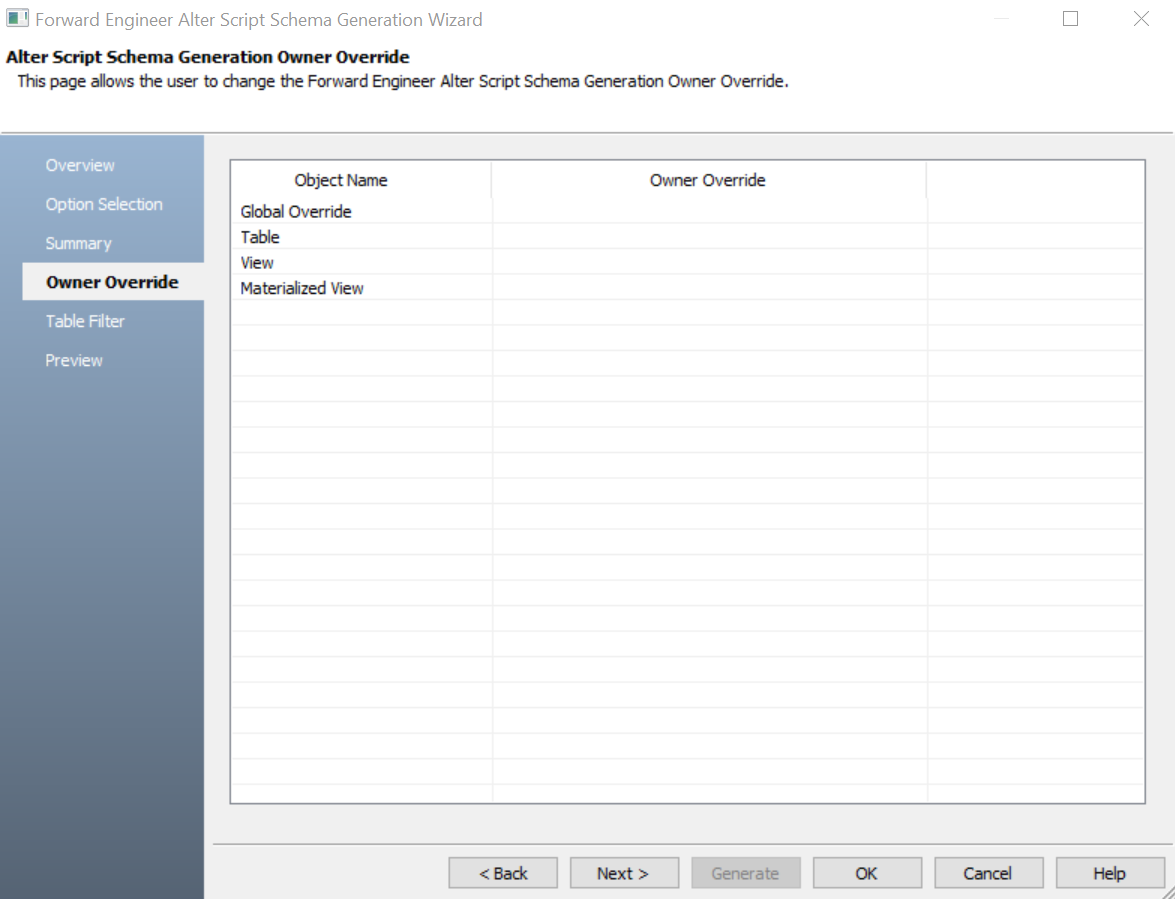 Forward Engineer Alter Script Schema Generation Wizard
Alter Script Schema Generation Owner Override
This page allows the user to change the Forward Engineer Alter Script Schema Generation Owner Override.
Overview
Option Selection
Summary
Owner Override
Table Filter
Preview
Object Name Owner Override
Global Override
Table
View
Materialized View
< Back Next > Generate OK Cancel Help